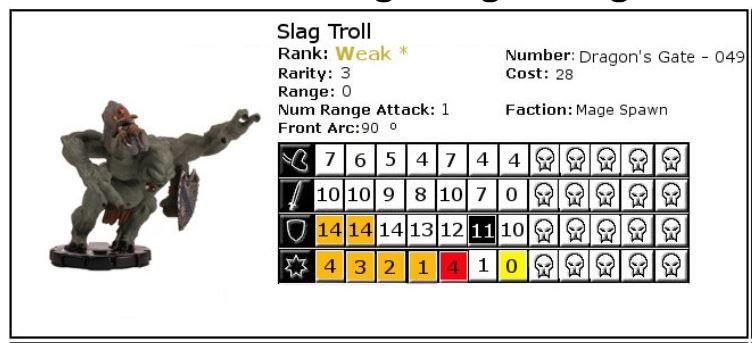 Slag Troll
Rank: Weak *
Number: Dragon's Gate - 049
Rarity: 3
Cost: 28
Range: 0
Num Range Attack: 1
Faction: Mage Spawn
Front Arc:90 º
7 6 5 4 7 4 4
10 10 9 8 10 7 0
14 14 14 13 12 11 10
4 3 2 1 4 1 0